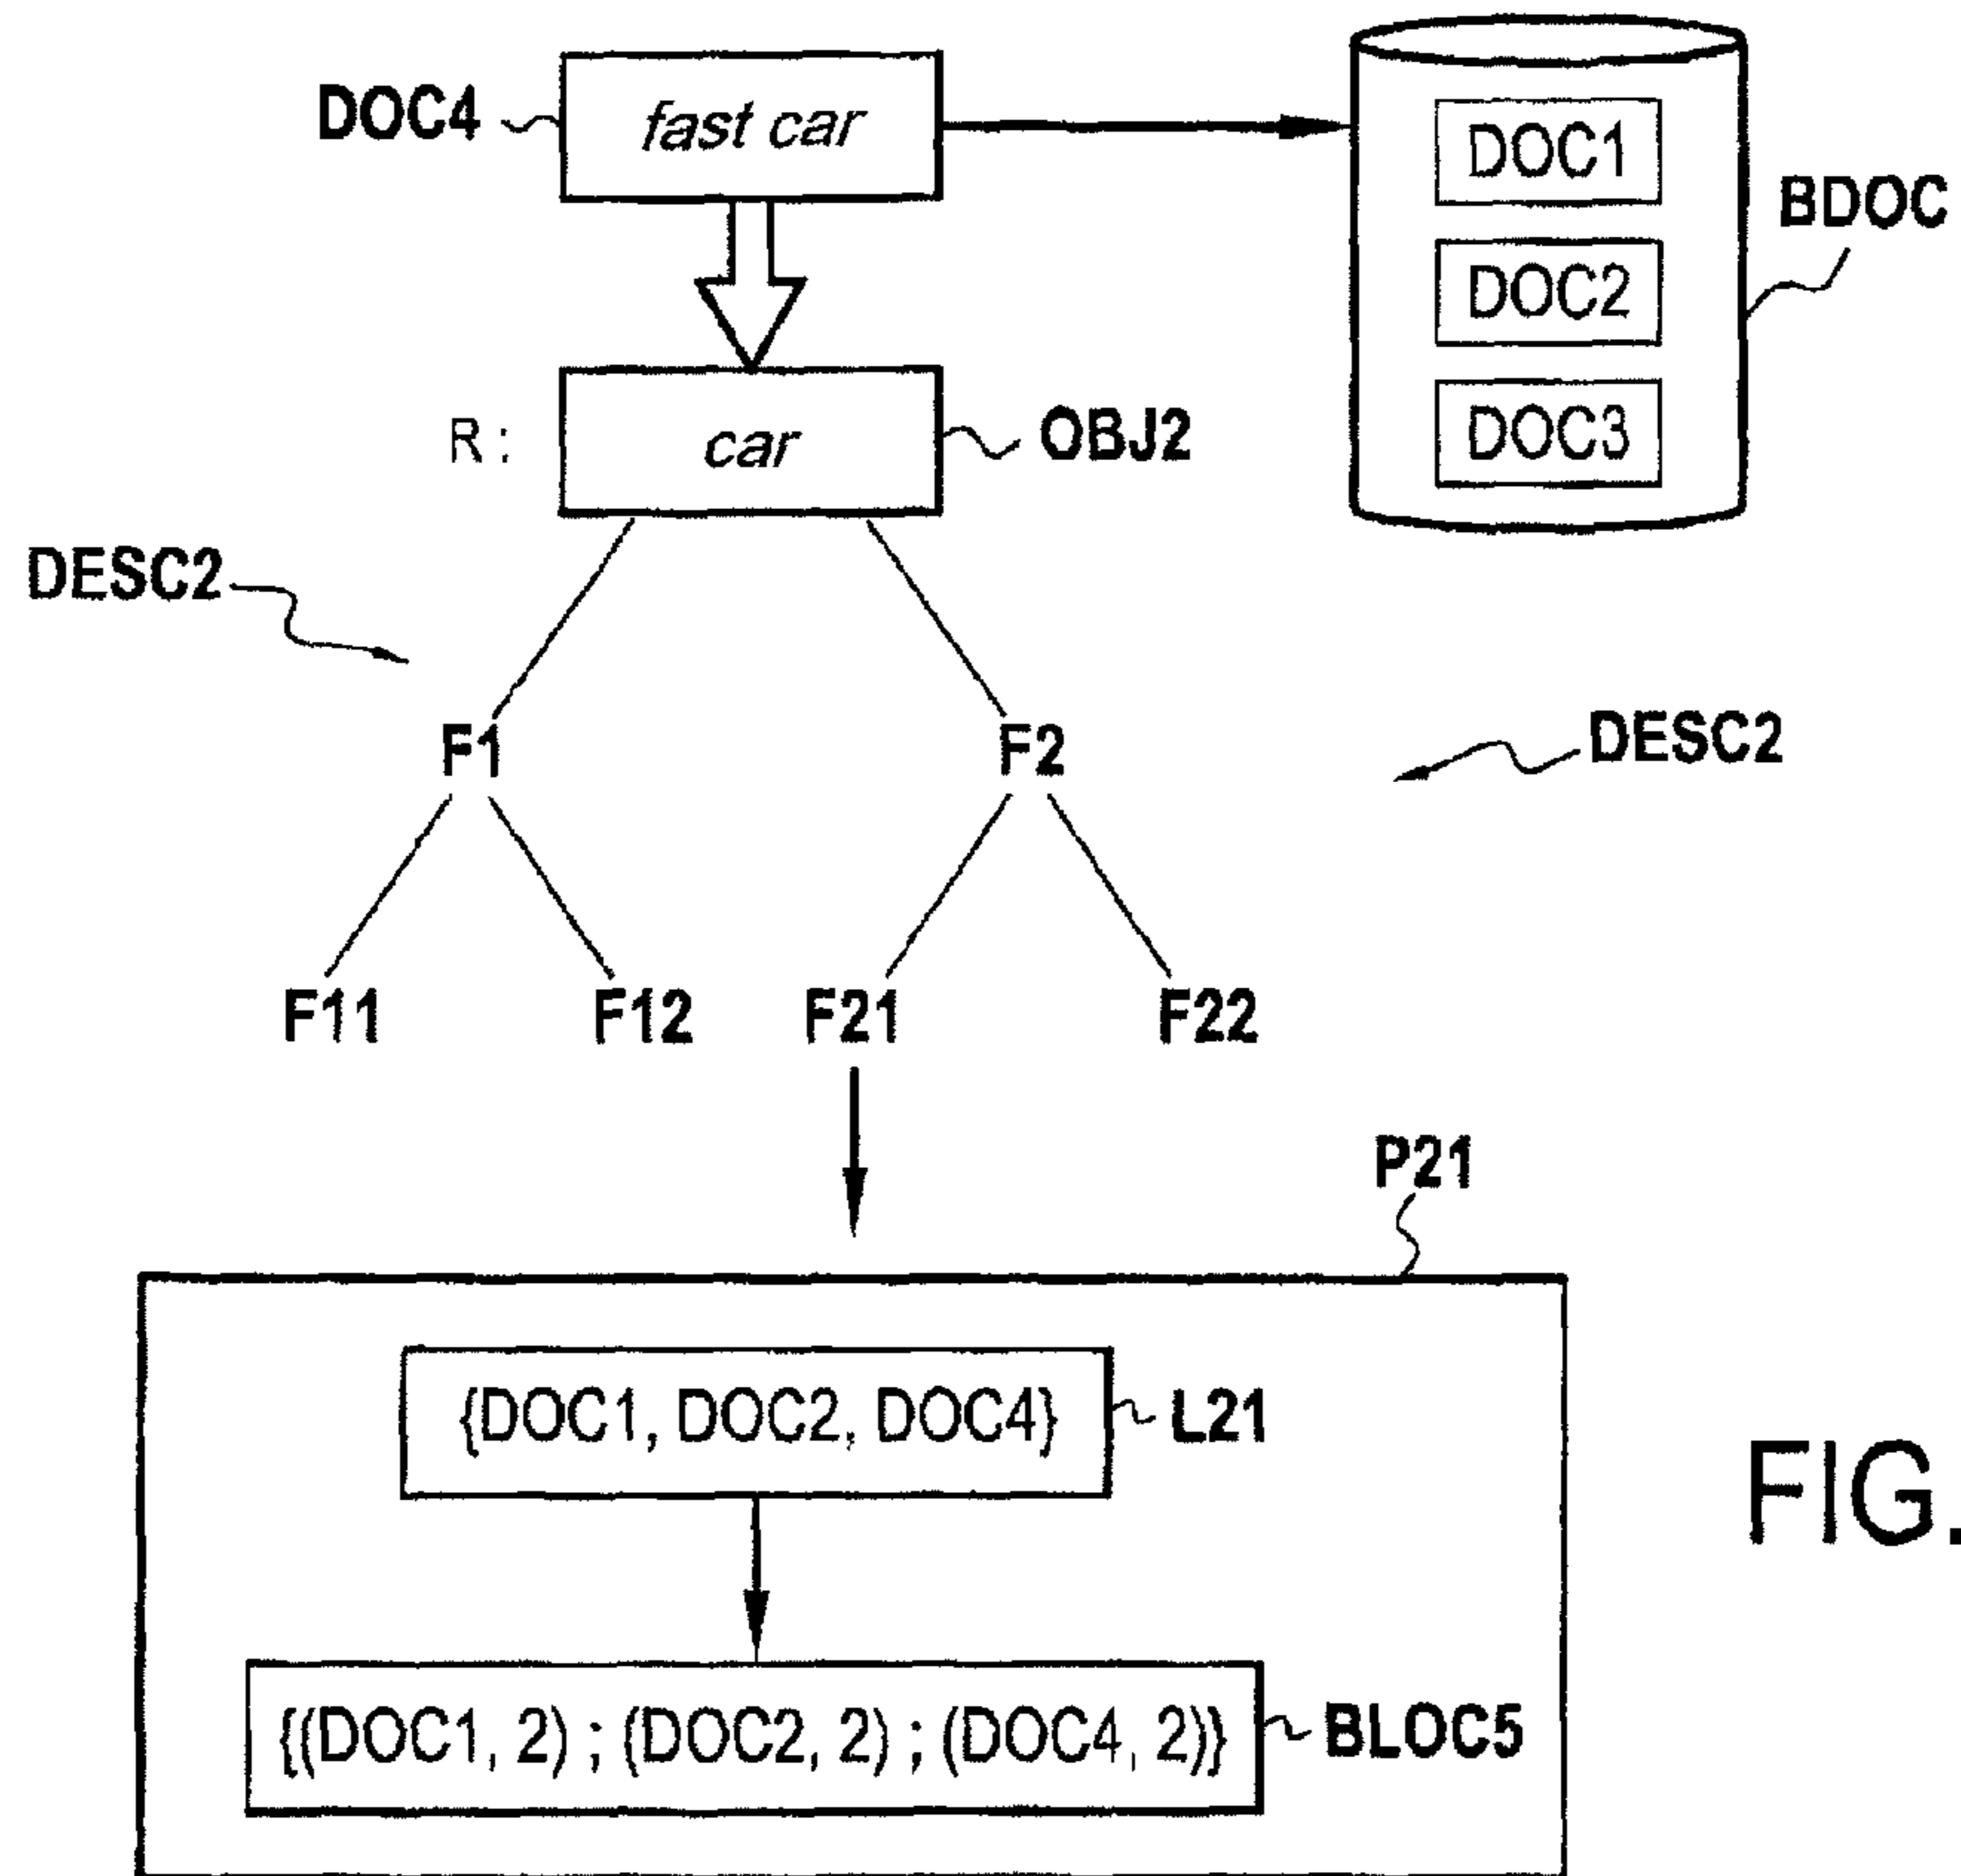 DOC4
fast car
DOC1
BDOC
DOC2
DOC3
R :
car
OBJ2
DESC2
F1
F2
DESC2
F11
F12
F21
F22
P21
{DOC1, DOC2, DOC4}
L21
FIG.
{(DOC1, 2) ; (DOC2, 2) ; (DOC4, 2)}
BLOC5